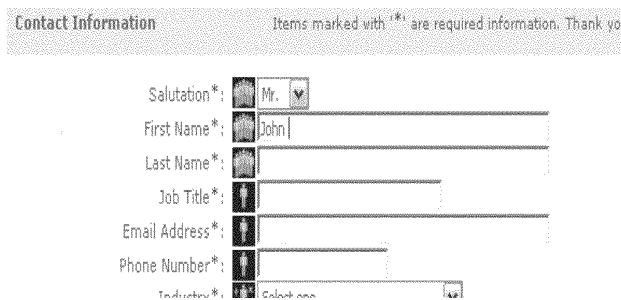 Contact Information Items marked with '*' are required information. Thank yo
Salutation*: Mr.
First Name*: John
Last Name*:
Job Title*:
Email Address*:
Phone Number*:
Industry*: Select one